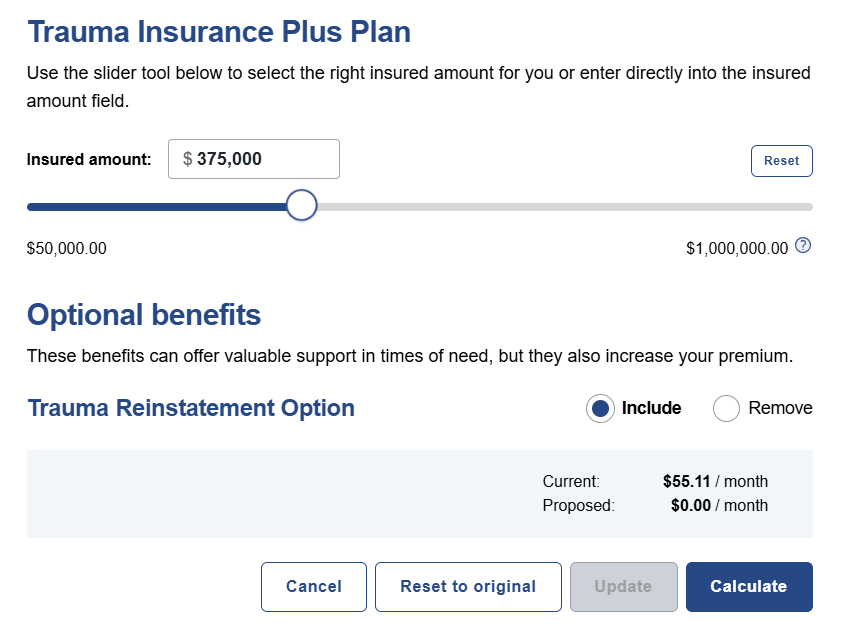 Trauma Insurance Plus Plan
Use the slider tool below to select the right insured amount for you or enter directly into the insured
amount field.
Insured amount: $ 375,000 Reset
$50,000.00 $1,000,000.00 ?
Optional benefits
These benefits can offer valuable support in times of need, but they also increase your premium.
Trauma Reinstatement Option Include Remove
Current: $55.11 / month
Proposed: $0.00 / month
Cancel Reset to original Update Calculate